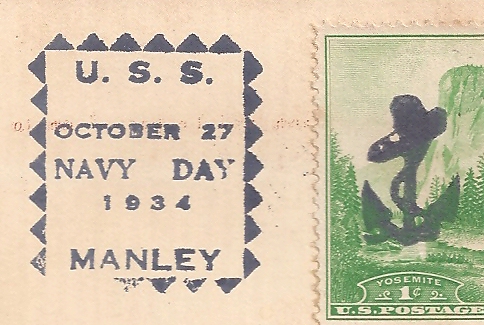 U. S. S.
OCTOBER 27
NAVY DAY
1934
MANLEY
YOSEMITE
1¢
U.S. POSTAGE